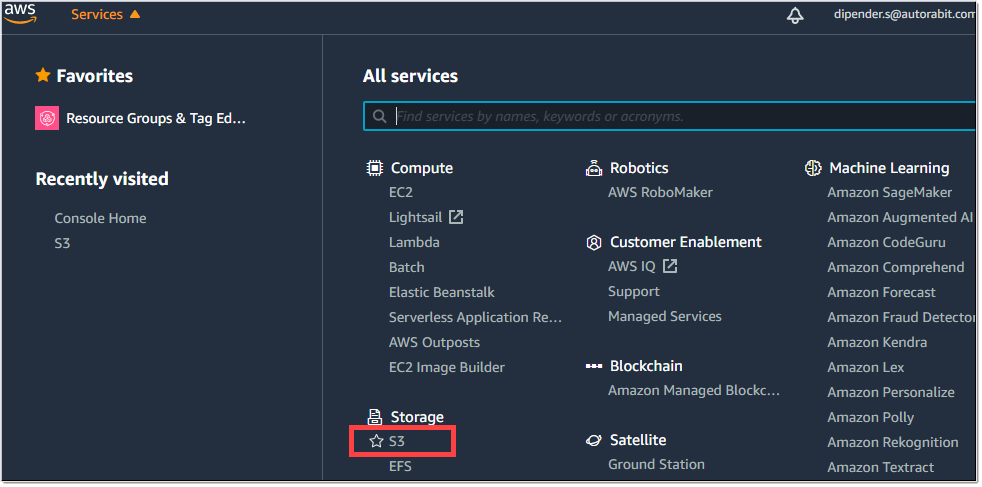 aws
Services
dipender.s@autorabit.com
Favorites
Resource Groups & Tag Ed...
Recently visited
Console Home
S3
All services
Find services by names, keywords or acronyms.
Compute
EC2
Lightsail
Lambda
Batch
Elastic Beanstalk
Serverless Application Re...
AWS Outposts
EC2 Image Builder
Storage
S3
EFS
Robotics
AWS RoboMaker
Customer Enablement
AWS IQ
Support
Managed Services
Blockchain
Amazon Managed Blockc...
Satellite
Ground Station
Machine Learning
Amazon SageMaker
Amazon Augmented AI
Amazon CodeGuru
Amazon Comprehend
Amazon Forecast
Amazon Fraud Detector
Amazon Kendra
Amazon Lex
Amazon Personalize
Amazon Polly
Amazon Rekognition
Amazon Textract